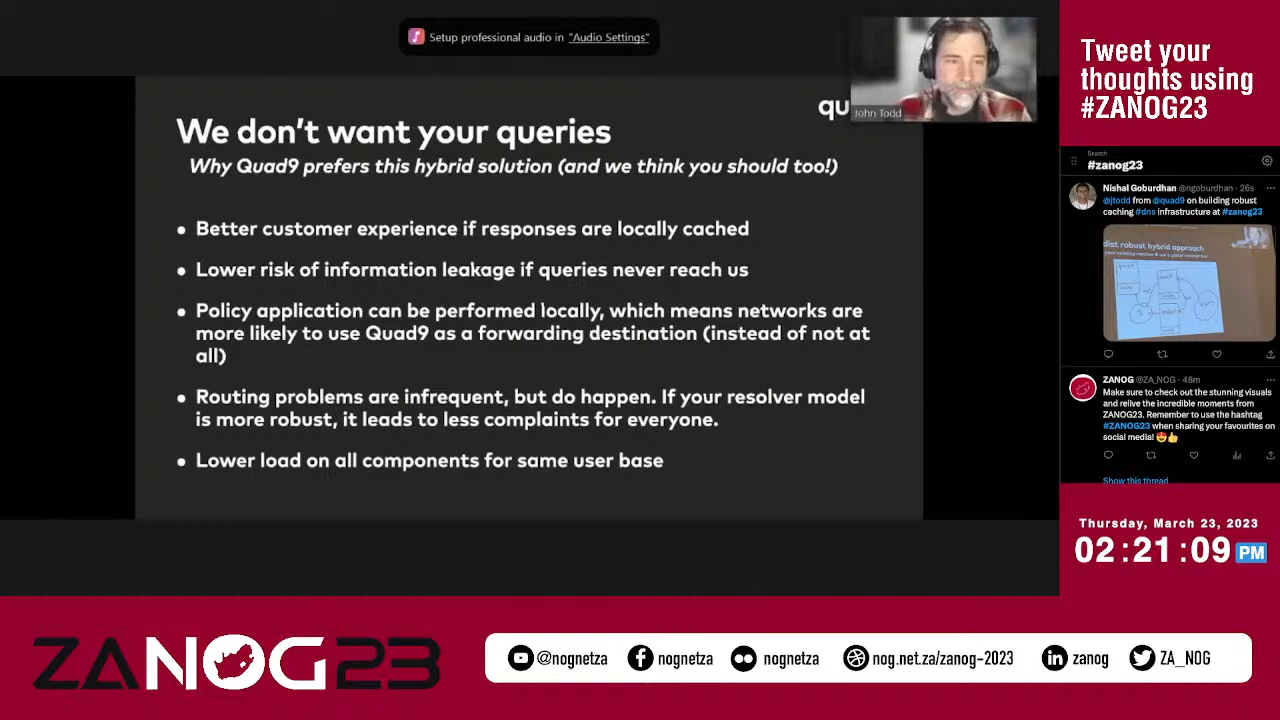 Setup professional audio in "Audio Settings"
John Todd
qu
We don't want your queries
Why Quad9 prefers this hybrid solution (and we think you should too!)
• Better customer experience if responses are locally cached
• Lower risk of information leakage if queries never reach us
• Policy application can be performed locally, which means networks are
more likely to use Quad9 as a forwarding destination (instead of not at
all)
• Routing problems are infrequent, but do happen. If your resolver model
is more robust, it leads to less complaints for everyone.
• Lower load on all components for same user base
Tweet your
thoughts using
#ZANOG23
Search
#zanog23
Nishal Goburdhan @ngoburdhan · 26s
@jtodd from @quad9 on building robust
caching #dns infrastructure at #zanog23
dist robust hybrid approach
ZANOG @ZA_NOG · 48m
Make sure to check out the stunning visuals
and relive the incredible moments from
ZANOG23. Remember to use the hashtag
#ZANOG23 when sharing your favourites on
social media! 😍👍
Show this thread
Thursday, March 23, 2023
02:21:09 PM
ZANOG23
@nognetza
nognetza
nognetza
nog.net.za/zanog-2023
zanog
ZA_NOG